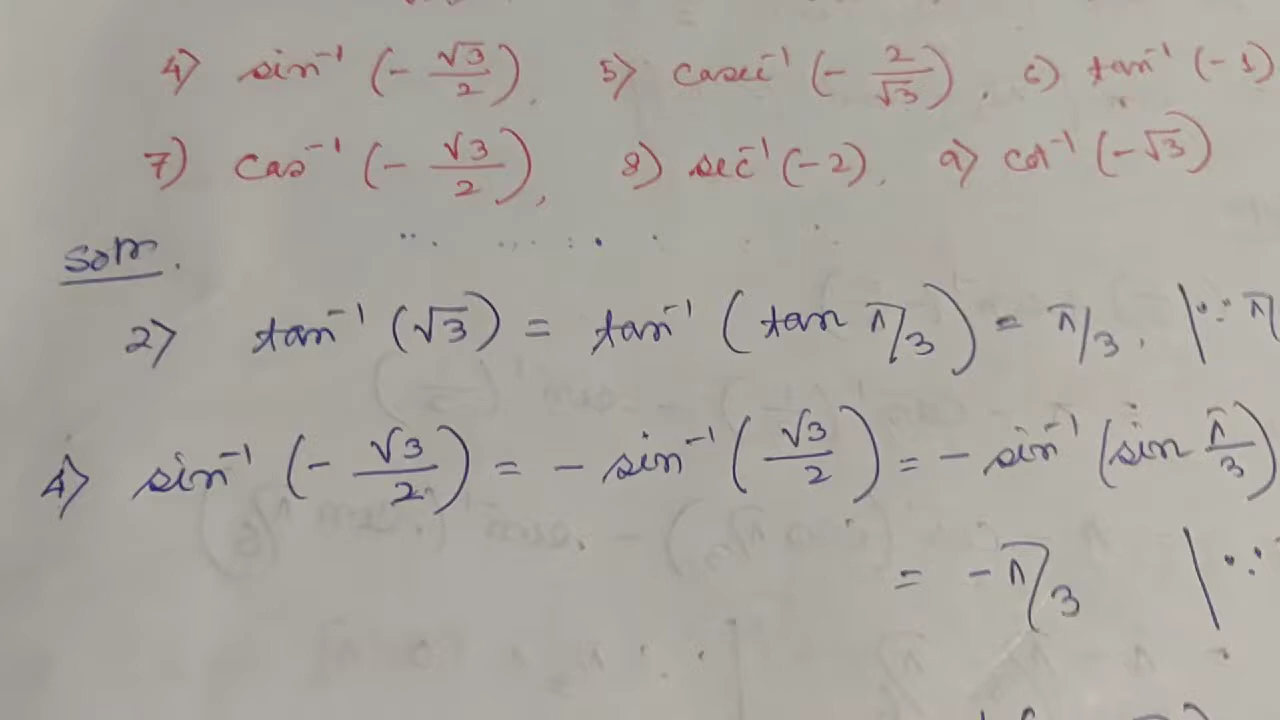 4) sin⁻¹ (- √3/2), 5) cosec⁻¹ (- 2/√3), 6) tan⁻¹ (-1)
7) cos⁻¹ (- √3/2), 8) sec⁻¹ (-2), 9) cot⁻¹ (-√3)
Soln.
2) tan⁻¹ (√3) = tan⁻¹ (tan π/3) = π/3. | ∵ π
4) sin⁻¹ (- √3/2) = - sin⁻¹ (√3/2) = - sin⁻¹ (sin π/3)
= -π/3 | ∵